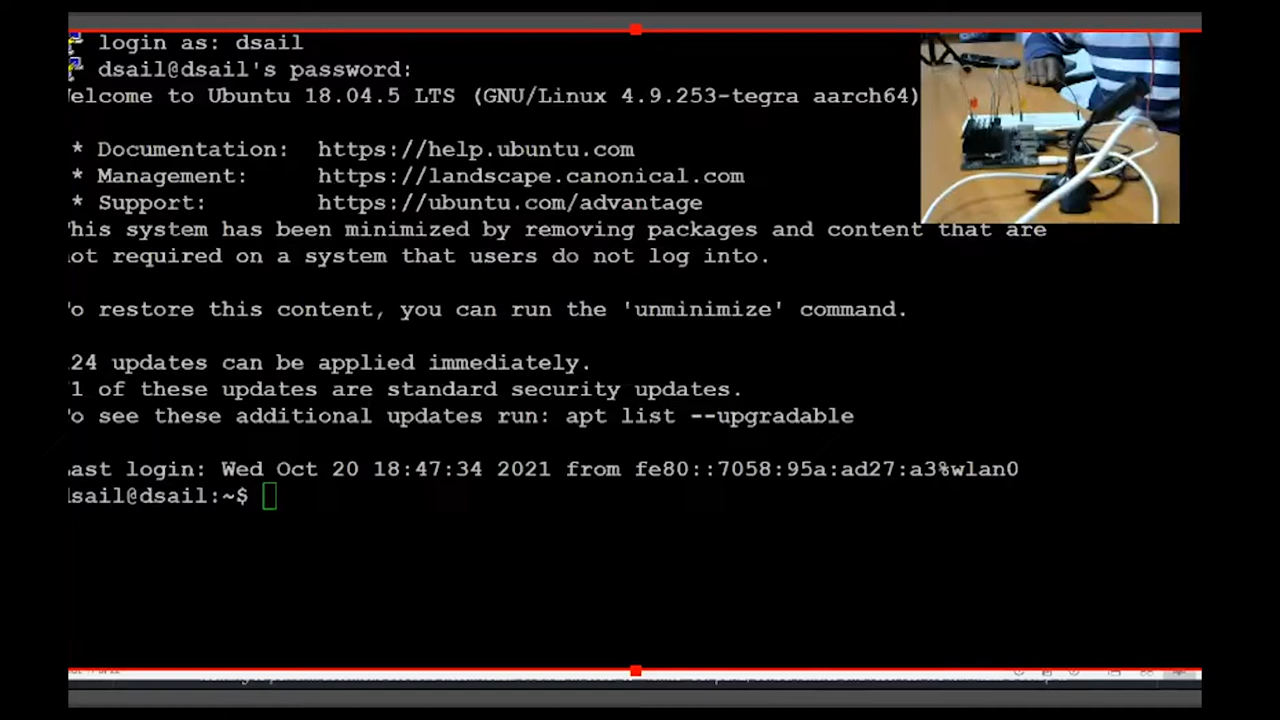 login as: dsail
dsail@dsail's password:
elcome to Ubuntu 18.04.5 LTS (GNU/Linux 4.9.253-tegra aarch64)
* Documentation: https://help.ubuntu.com
* Management: https://landscape.canonical.com
* Support: https://ubuntu.com/advantage
his system has been minimized by removing packages and content that are
ot required on a system that users do not log into.
o restore this content, you can run the 'unminimize' command.
24 updates can be applied immediately.
1 of these updates are standard security updates.
o see these additional updates run: apt list --upgradable
ast login: Wed Oct 20 18:47:34 2021 from fe80::7058:95a:ad27:a3%wlan0
dsail@dsail:~$